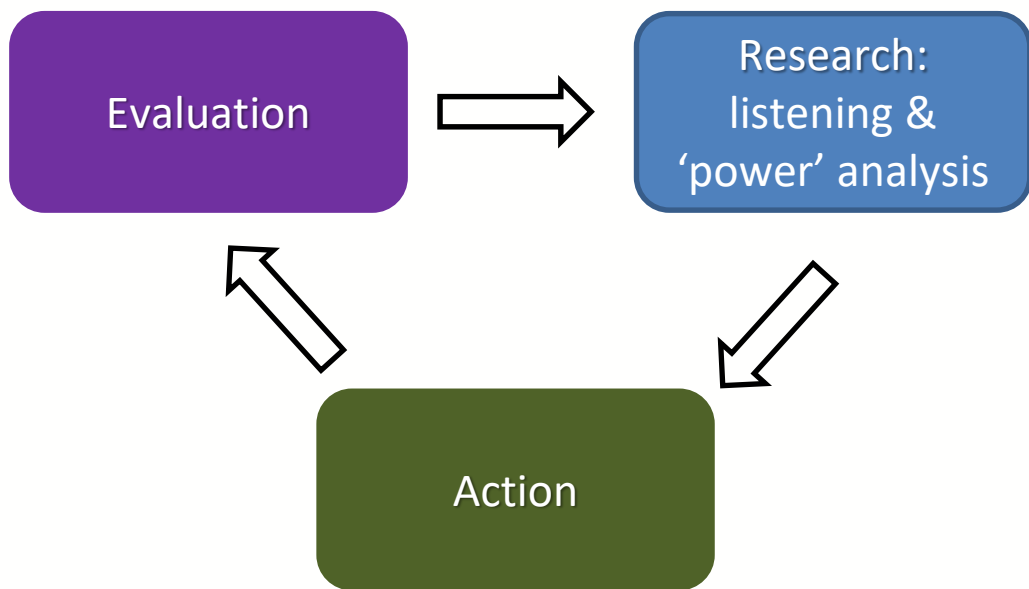 Evaluation
Research:
listening &
‘power’ analysis
Action